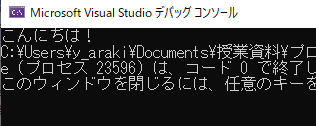 Microsoft Visual Studio デバッグ コンソール
こんにちは！
C:¥Users¥y_araki¥Documents¥授業資料¥プロ
e (プロセス 23596) は、コード 0 で終了し
このウィンドウを閉じるには、任意のキーを